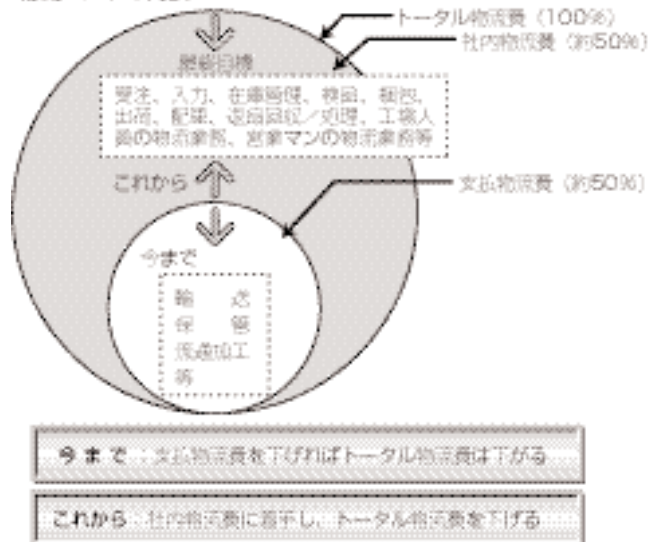 トータル物流費（100%）
社内物流費（約50%）
最終目標
受注、入力、在庫管理、検品、梱包、
出荷、配車、返品回収／処理、工場人
員の物流業務、営業マンの物流業務等
これから
支払物流費（約50%）
今まで
輸 送
保 管
流通加工
等
今まで：支払物流費を下げればトータル物流費は下がる
これから：社内物流費に着手し、トータル物流費を下げる